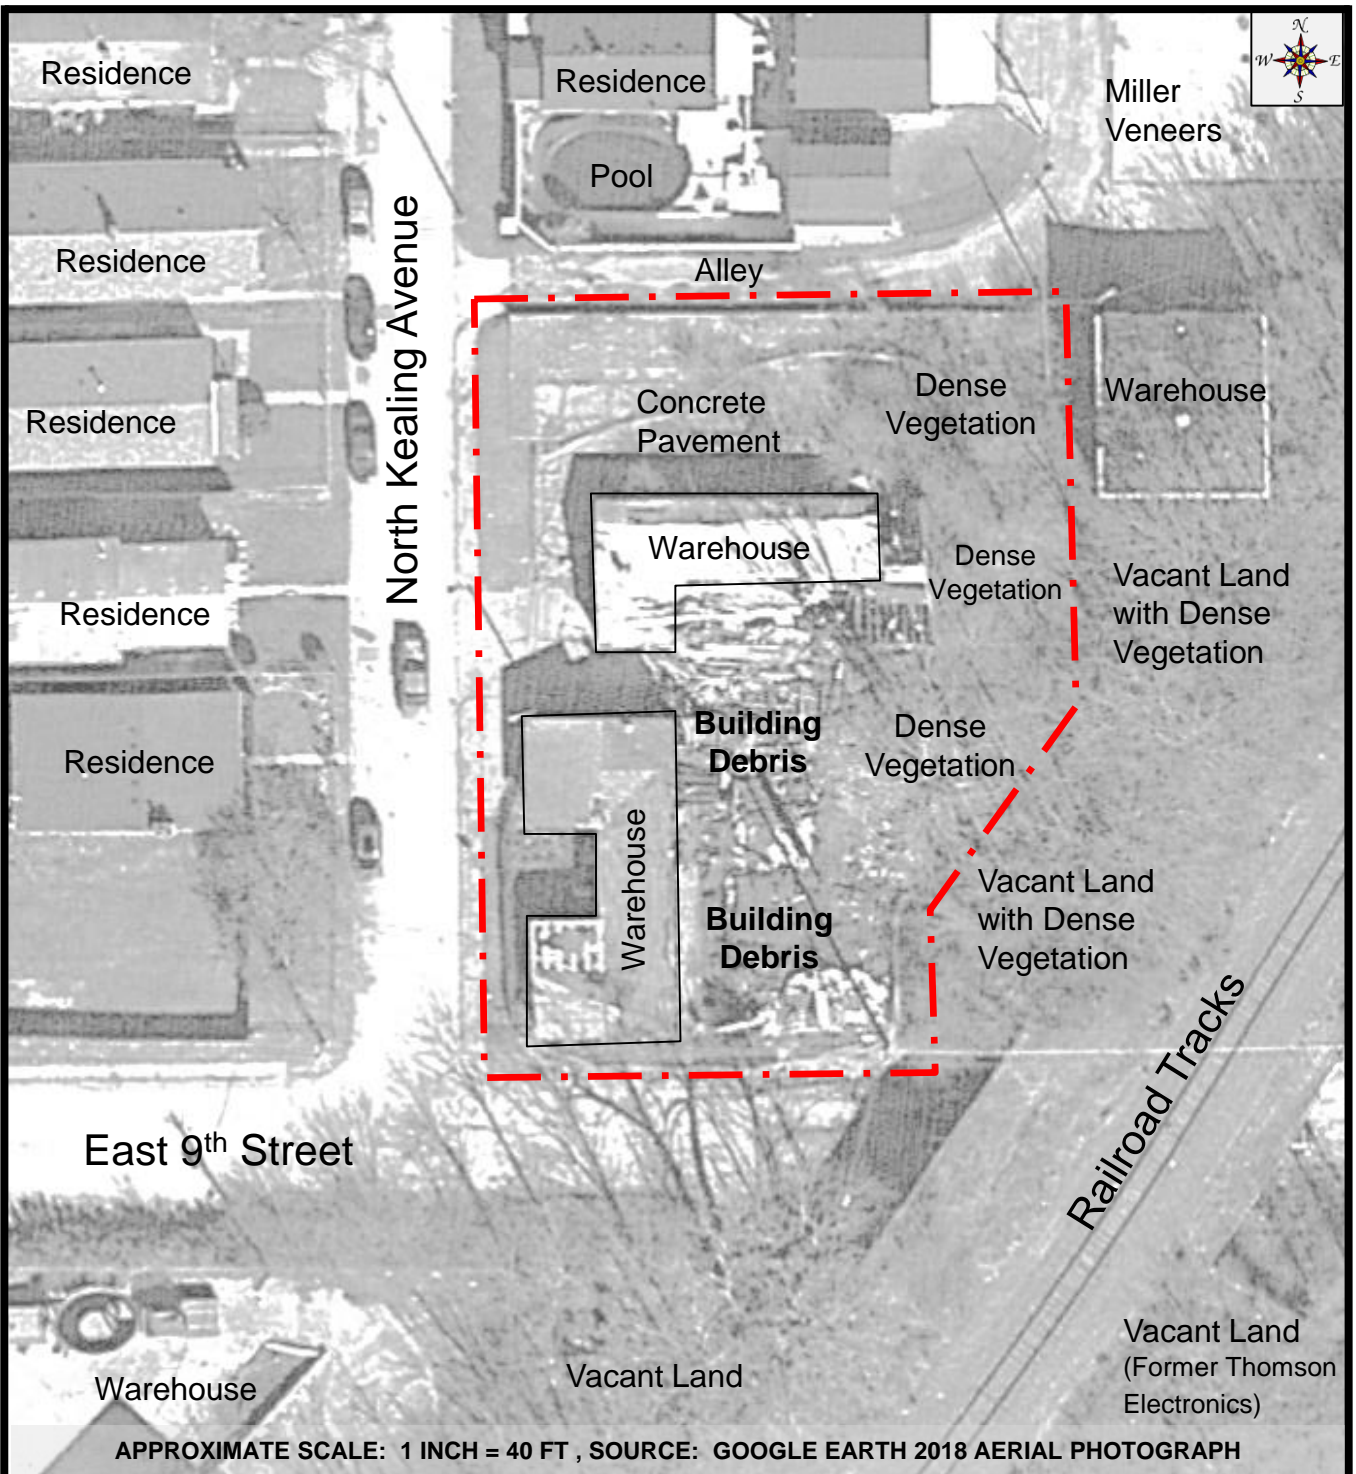 N
W E
S
Residence
Residence
Miller
Veneers
Pool
Residence
Alley
North Kealing Avenue
Concrete
Pavement
Dense
Vegetation
Warehouse
Residence
Warehouse
Dense
Vegetation
Vacant Land
with Dense
Vegetation
Residence
Building
Debris
Dense
Vegetation
Residence
Warehouse
Building
Debris
Vacant Land
with Dense
Vegetation
Railroad Tracks
East 9th Street
Vacant Land
(Former Thomson
Electronics)
Vacant Land
Warehouse
APPROXIMATE SCALE: 1 INCH = 40 FT , SOURCE: GOOGLE EARTH 2018 AERIAL PHOTOGRAPH